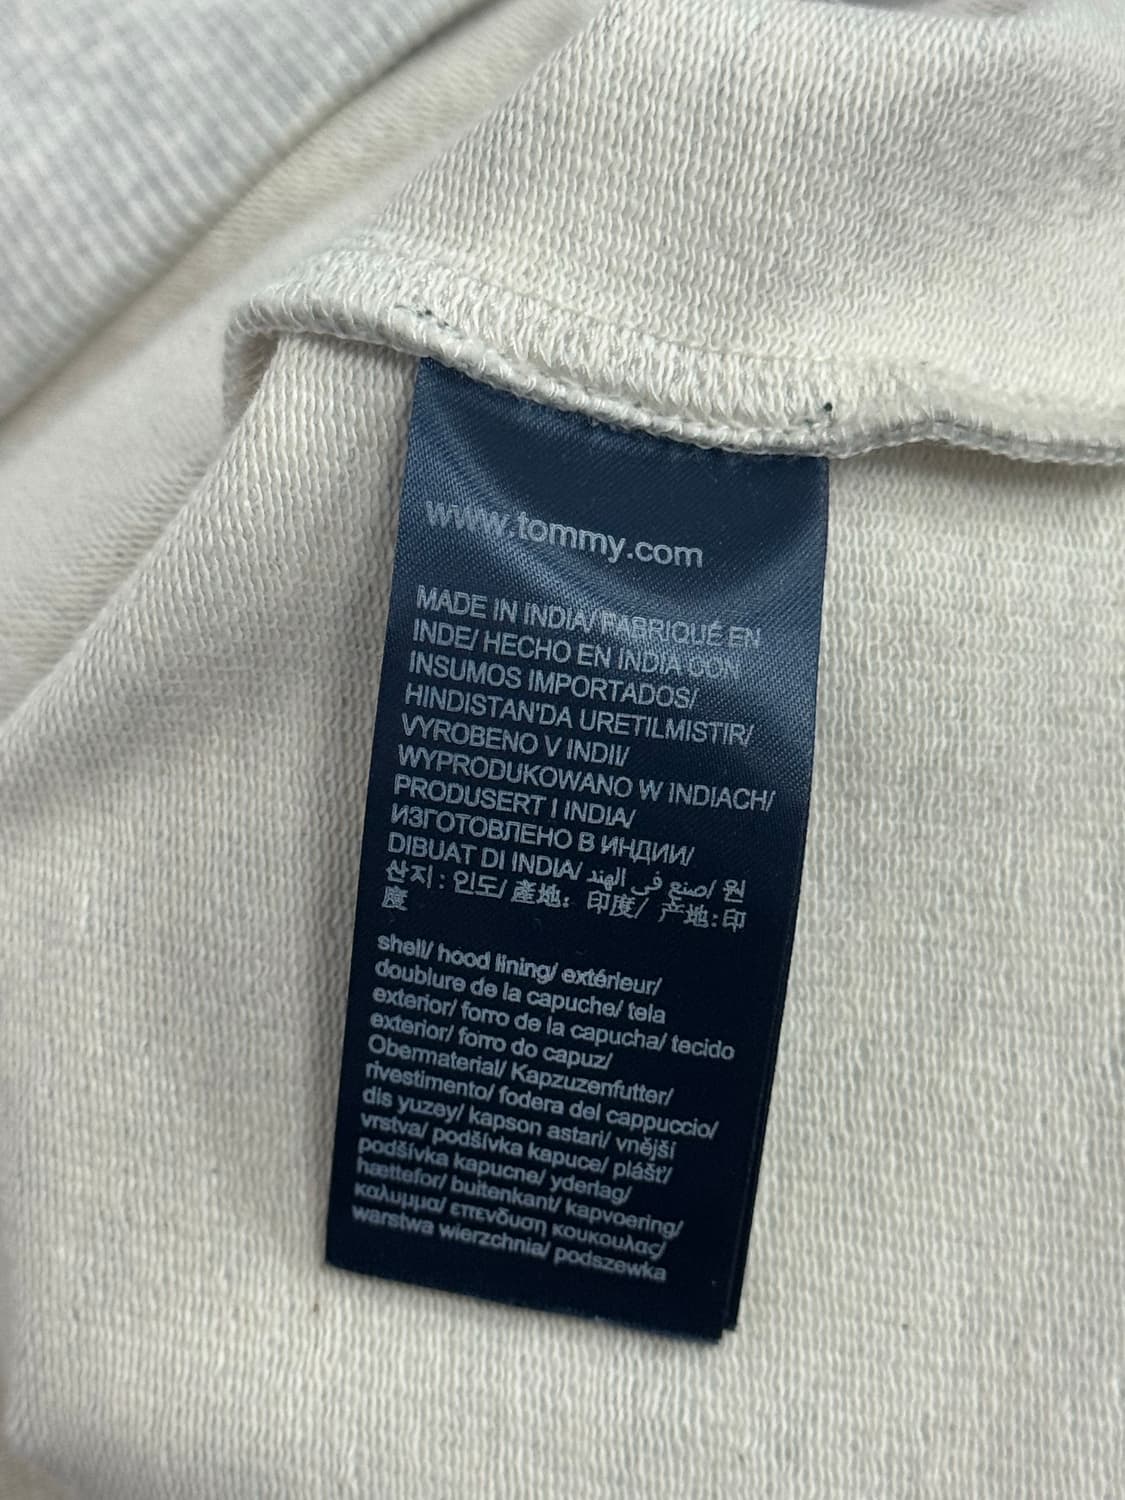 www.tommy.com
MADE IN INDIA/ FABRIQUÉ EN
INDE/ HECHO EN INDIA CON
INSUMOS IMPORTADOS/
HINDISTAN'DA URETILMISTIR/
VYROBENO V INDII/
WYPRODUKOWANO W INDIACH/
PRODUSERT I INDIA/
ИЗГОТОВЛЕНО В ИНДИИ/
DIBUAT DI INDIA/ صنع في الهند/ 원
산지 : 인도/ 產地：印度/ 产地:印
度
shell/ hood lining/ extérieur/
doublure de la capuche/ tela
exterior/ forro de la capucha/ tecido
exterior/ forro do capuz/
Obermaterial/ Kapzuzenfutter/
rivestimento/ fodera del cappuccio/
dis yuzey/ kapson astari/ vnější
vrstva/ podšívka kapuce/ plášť/
podšívka kapucne/ yderlag/
hættefor/ buitenkant/ kapvoering/
καλυμμα/ επενδυση κουκουλας/
warstwa wierzchnia/ podszewka